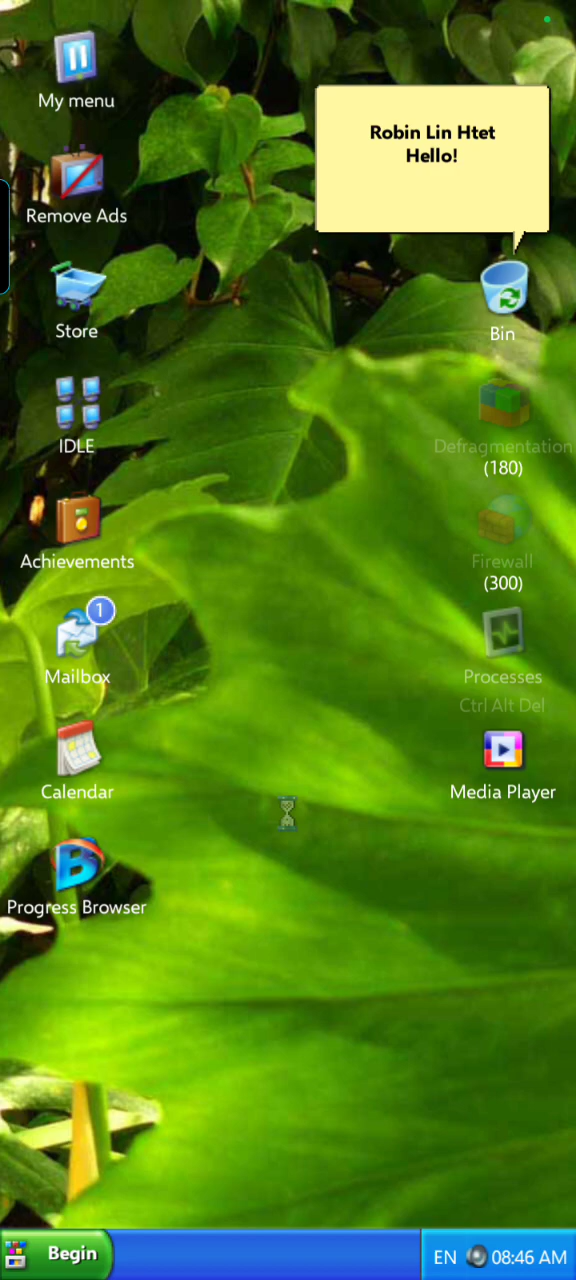 My menu
Remove Ads
Store
IDLE
Achievements
1
Mailbox
Calendar
Progress Browser
Robin Lin Htet
Hello!
Bin
Defragmentation
(180)
Firewall
(300)
Processes
Ctrl Alt Del
Media Player
Begin
EN 08:46 AM